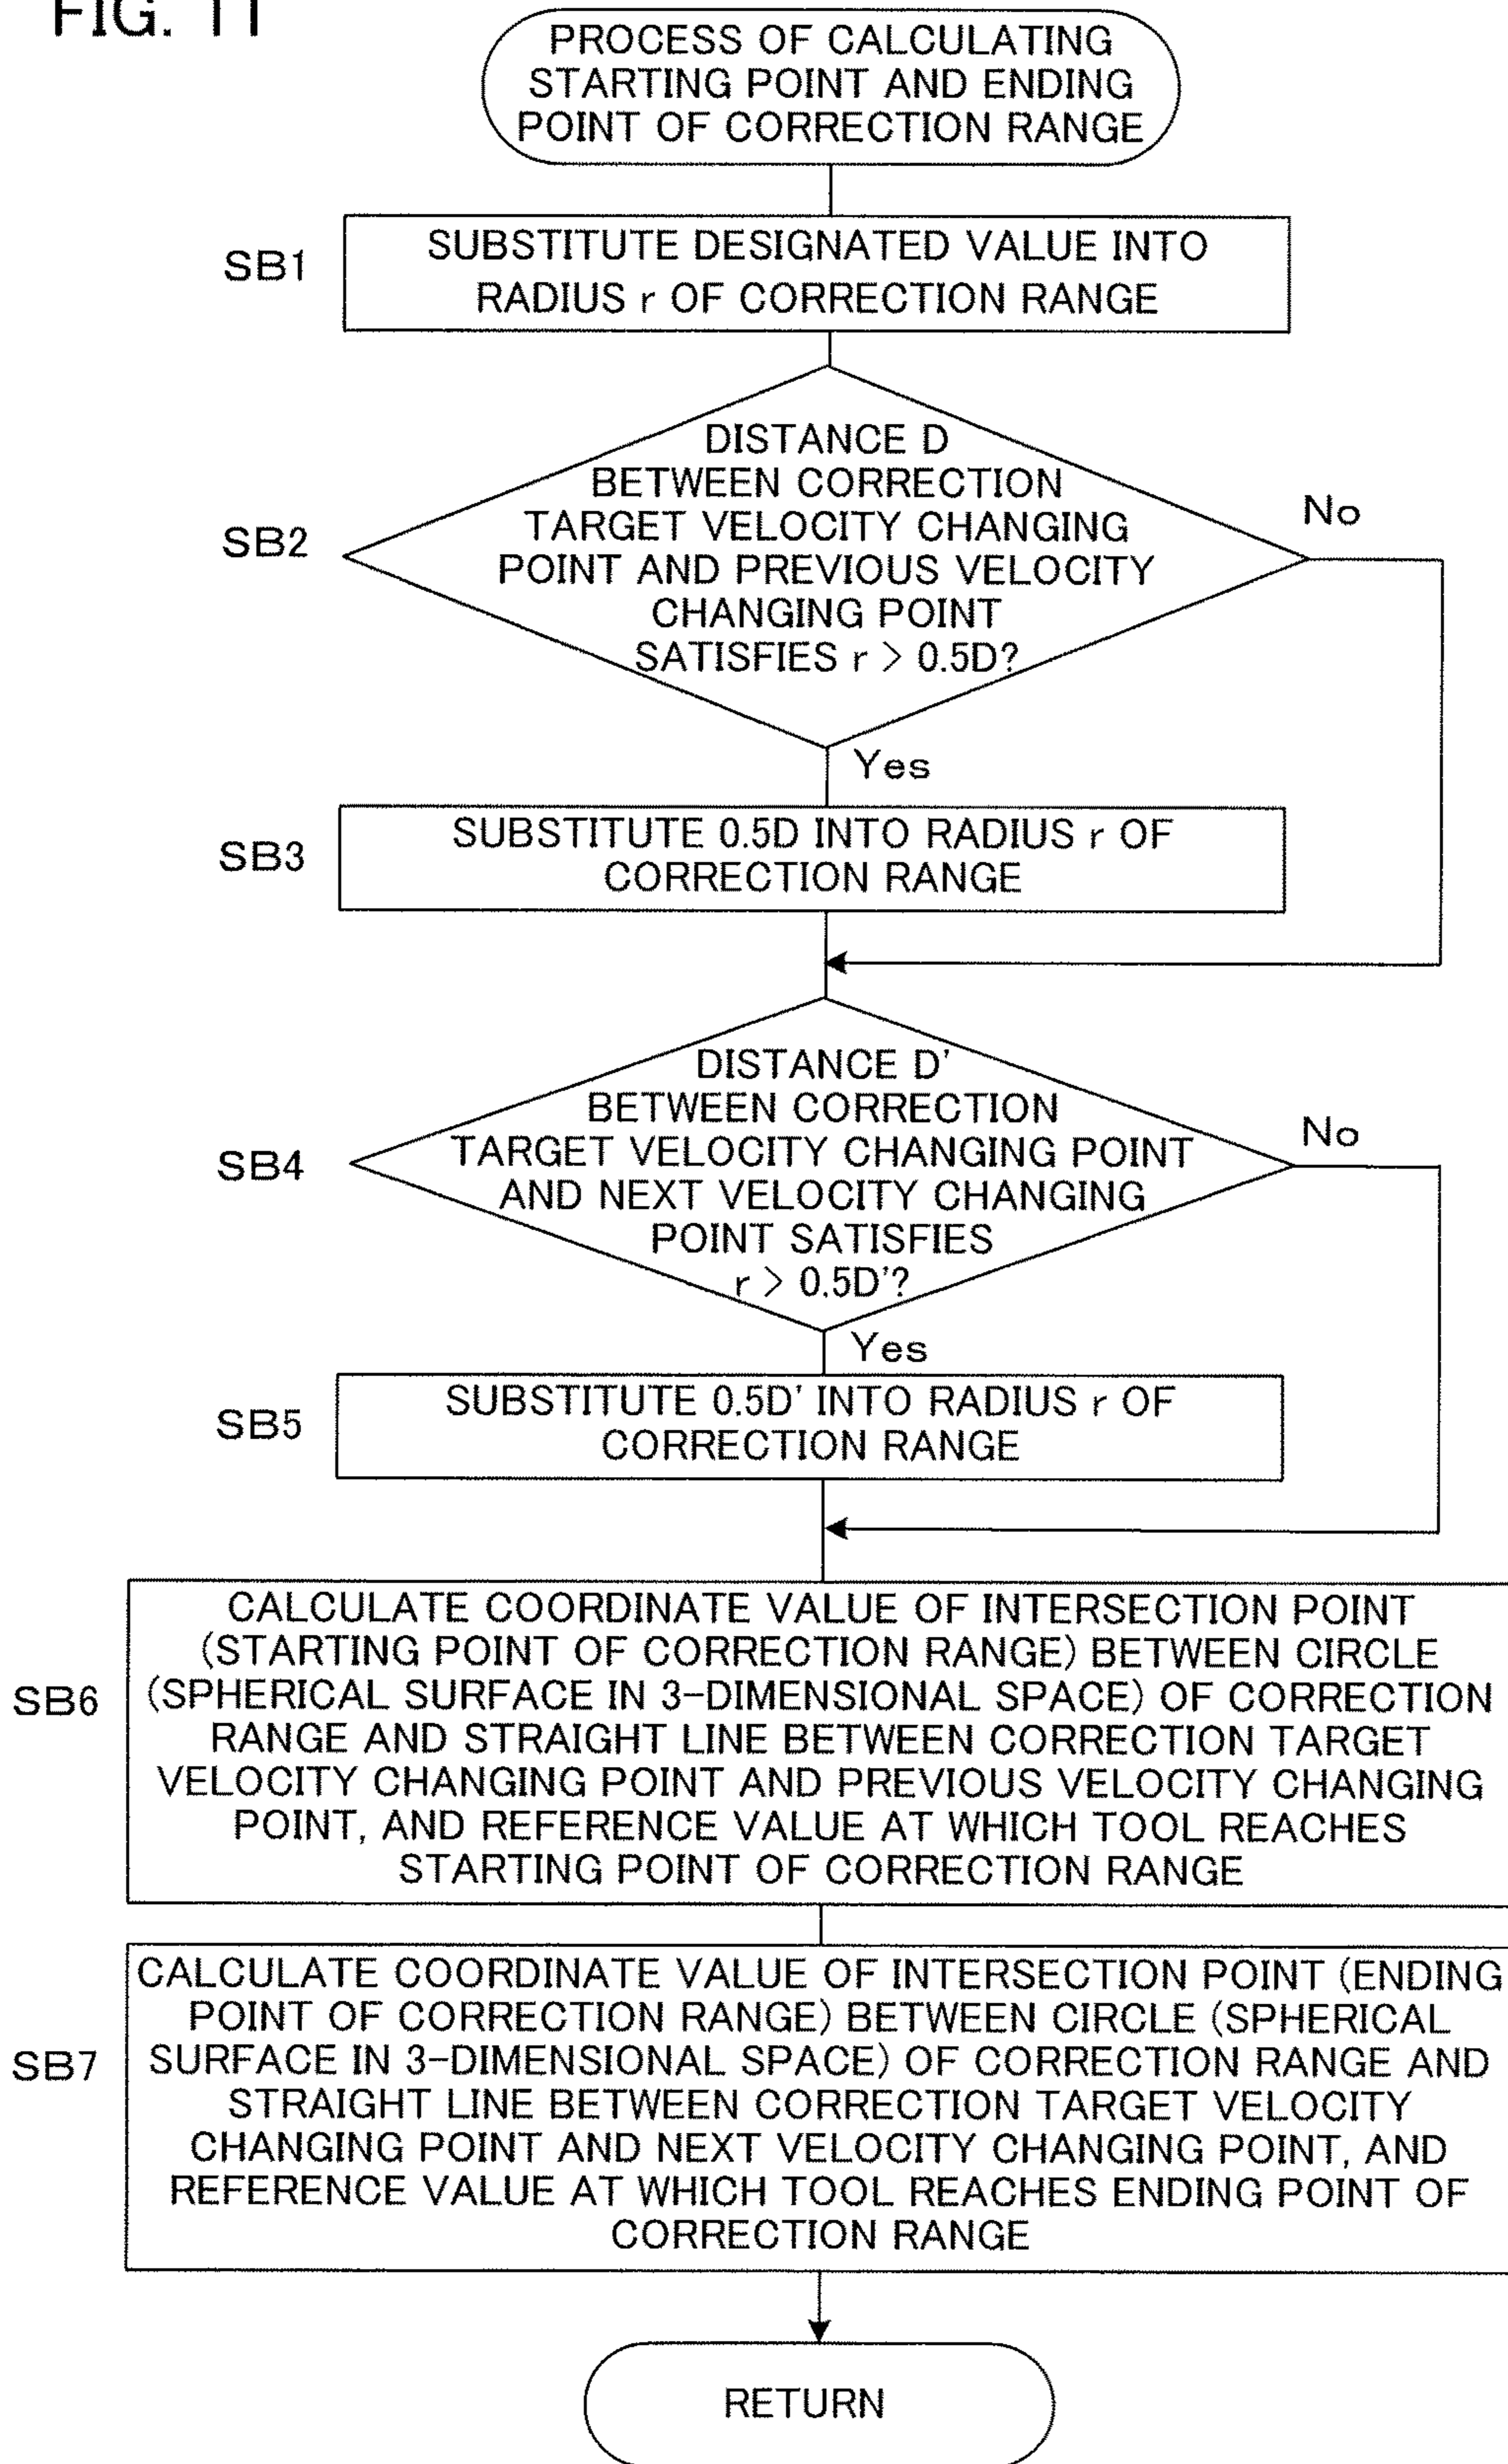 FIG. 11
PROCESS OF CALCULATING
STARTING POINT AND ENDING
POINT OF CORRECTION RANGE
SB1
SUBSTITUTE DESIGNATED VALUE INTO
RADIUS r OF CORRECTION RANGE
SB2
DISTANCE D
BETWEEN CORRECTION
TARGET VELOCITY CHANGING
POINT AND PREVIOUS VELOCITY
CHANGING POINT
SATISFIES r > 0.5D?
No
Yes
SB3
SUBSTITUTE 0.5D INTO RADIUS r OF
CORRECTION RANGE
SB4
DISTANCE D'
BETWEEN CORRECTION
TARGET VELOCITY CHANGING POINT
AND NEXT VELOCITY CHANGING
POINT SATISFIES
r > 0.5D'?
No
Yes
SB5
SUBSTITUTE 0.5D' INTO RADIUS r OF
CORRECTION RANGE
SB6
CALCULATE COORDINATE VALUE OF INTERSECTION POINT
(STARTING POINT OF CORRECTION RANGE) BETWEEN CIRCLE
(SPHERICAL SURFACE IN 3-DIMENSIONAL SPACE) OF CORRECTION
RANGE AND STRAIGHT LINE BETWEEN CORRECTION TARGET
VELOCITY CHANGING POINT AND PREVIOUS VELOCITY CHANGING
POINT, AND REFERENCE VALUE AT WHICH TOOL REACHES
STARTING POINT OF CORRECTION RANGE
SB7
CALCULATE COORDINATE VALUE OF INTERSECTION POINT (ENDING
POINT OF CORRECTION RANGE) BETWEEN CIRCLE (SPHERICAL
SURFACE IN 3-DIMENSIONAL SPACE) OF CORRECTION RANGE AND
STRAIGHT LINE BETWEEN CORRECTION TARGET VELOCITY
CHANGING POINT AND NEXT VELOCITY CHANGING POINT, AND
REFERENCE VALUE AT WHICH TOOL REACHES ENDING POINT OF
CORRECTION RANGE
RETURN